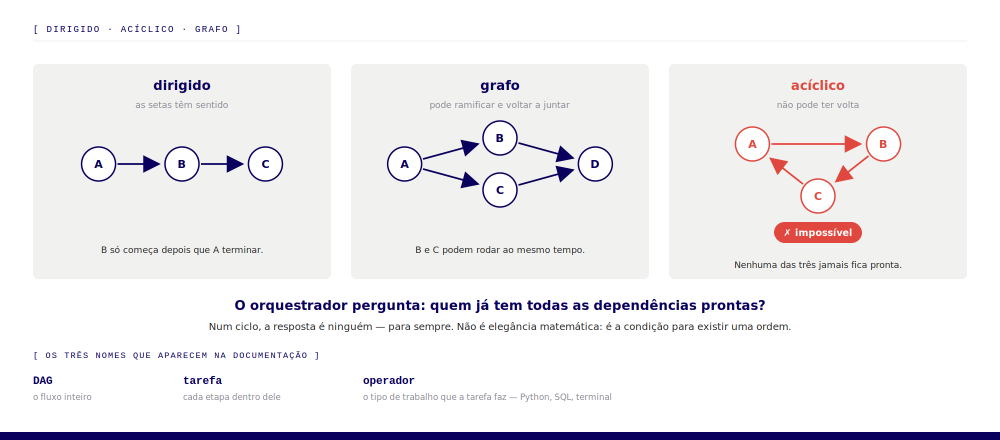 [ DIRIGIDO · ACÍCLICO · GRAFO ]
dirigido
as setas têm sentido
A
B
C
B só começa depois que A terminar.
grafo
pode ramificar e voltar a juntar
A
B
C
D
B e C podem rodar ao mesmo tempo.
acíclico
não pode ter volta
A
B
C
✗ impossível
Nenhuma das três jamais fica pronta.
O orquestrador pergunta: quem já tem todas as dependências prontas?
Num ciclo, a resposta é ninguém — para sempre. Não é elegância matemática: é a condição para existir uma ordem.
[ OS TRÊS NOMES QUE APARECEM NA DOCUMENTAÇÃO ]
DAG
o fluxo inteiro
tarefa
cada etapa dentro dele
operador
o tipo de trabalho que a tarefa faz — Python, SQL, terminal